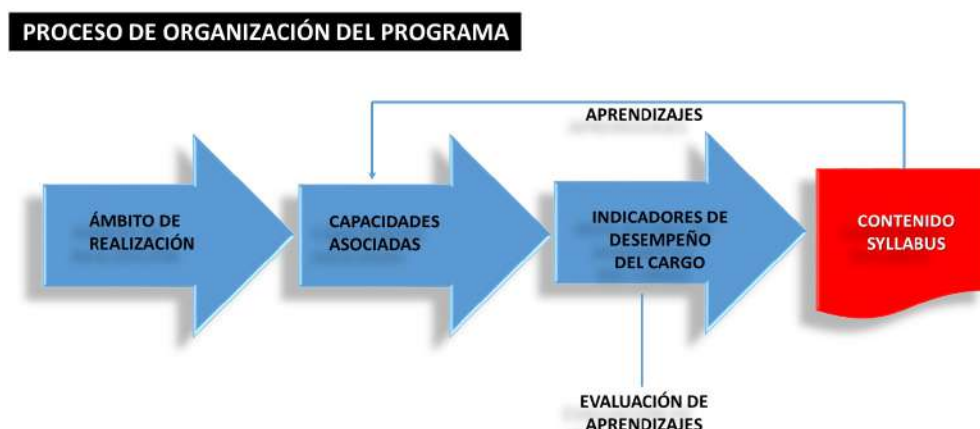 PROCESO DE ORGANIZACIÓN DEL PROGRAMA
APRENDIZAJES
ÁMBITO DE
REALIZACIÓN
CAPACIDADES
ASOCIADAS
INDICADORES DE
DESEMPEÑO
DEL CARGO
CONTENIDO
SYLLABUS
EVALUACIÓN DE
APRENDIZAJES